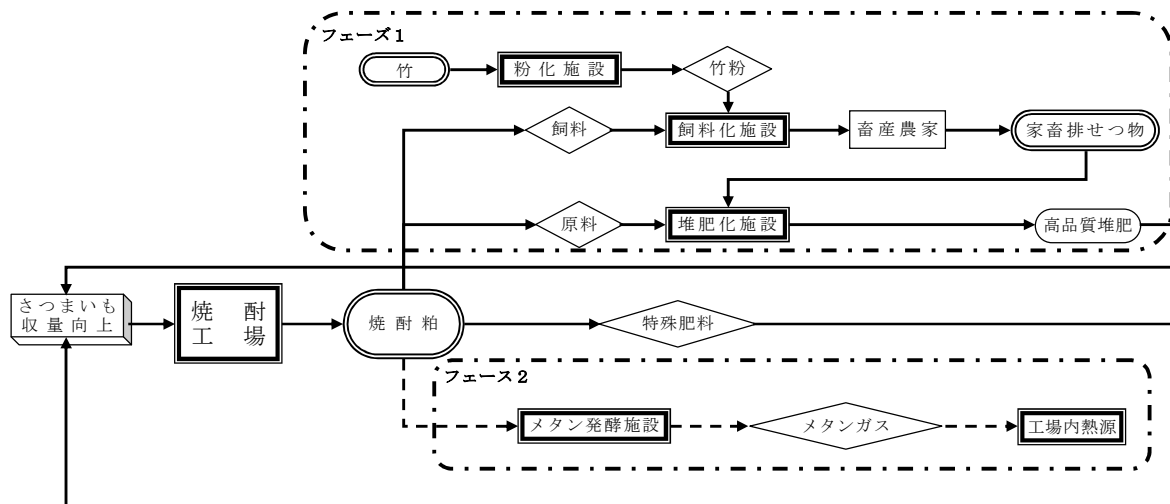 フェーズ１
竹
粉化施設
竹粉
飼料
飼料化施設
畜産農家
家畜排せつ物
原料
堆肥化施設
高品質堆肥
さつまいも
収量向上
焼酎
工場
焼酎粕
特殊肥料
フェース２
メタン発酵施設
メタンガス
工場内熱源